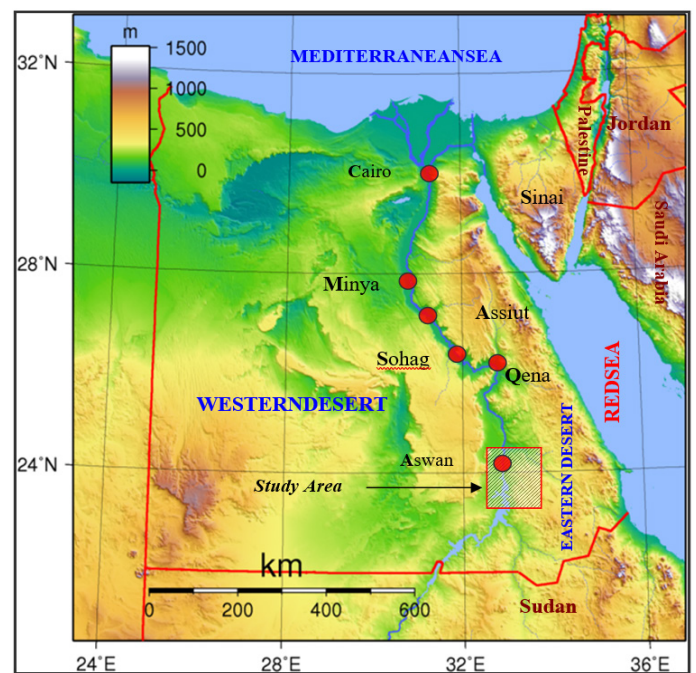 m
1500
1000
500
0
MEDITERRANEANSEA
32°N
28°N
24°N
Palestine
Jordan
Cairo
Sinai
Saudi Arabia
Minya
Assiut
Sohag
Qena
REDSEA
WESTERNDESERT
EASTERN DESERT
Aswan
Study Area
km
0 200 400 600
Sudan
24°E 28°E 32°E 36°E